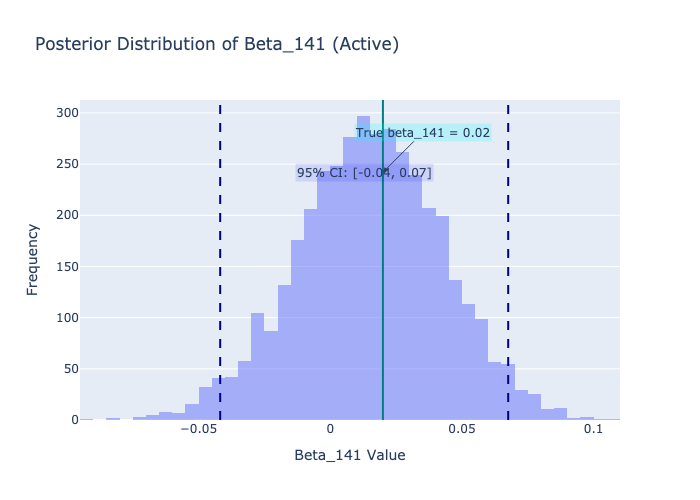 Posterior Distribution of Beta_141 (Active)
300
True beta_141 = 0.02
250
95% CI: [-0.04, 0.07]
200
150
100
50
0
Frequency
−0.05
0
0.05
0.1
Beta_141 Value